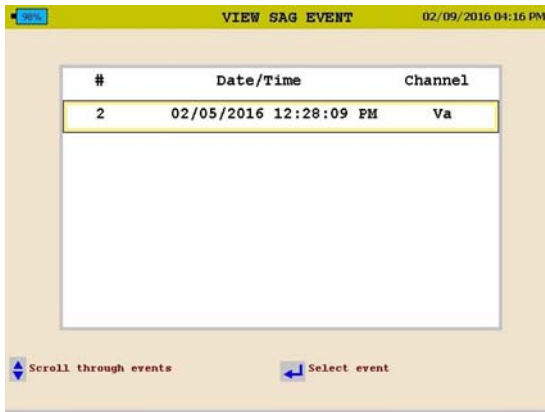 98% VIEW SAG EVENT 02/09/2016 04:16 PM
# Date/Time Channel
2 02/05/2016 12:28:09 PM Va
Scroll through events Select event